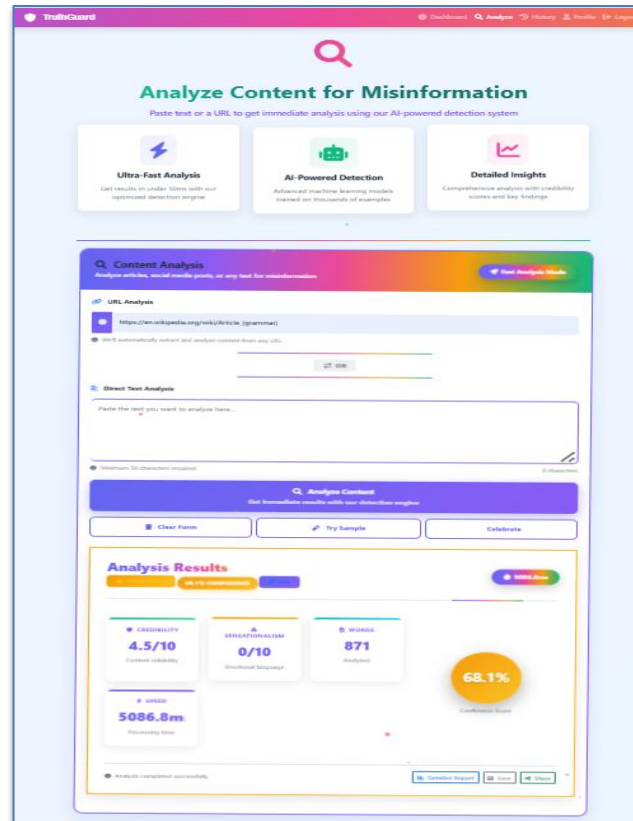 TruthGuard
Dashboard Analyze History Profile Logout
Analyze Content for Misinformation
Paste text or a URL to get immediate analysis using our AI-powered detection system
Ultra-Fast Analysis
Get results in under 50ms with our
optimized detection engine
AI-Powered Detection
Advanced machine learning models
trained on thousands of examples
Detailed Insights
Comprehensive analysis with credibility
scores and key findings
Content Analysis
Analyze articles, social media posts, or any text for misinformation
Fast Analysis Mode
URL Analysis
https://en.wikipedia.org/wiki/Article_(grammar)
We'll automatically extract and analyze content from any URL
OR
Direct Text Analysis
Paste the text you want to analyze here...
Minimum 50 characters required
0 characters
Analyze Content
Get immediate results with our detection engine
Clear Form
Try Sample
Celebrate
Analysis Results
68.1% CONFIDENCE
5086.8ms
CREDIBILITY
4.5/10
Content reliability
SENSATIONALISM
0/10
Emotional language
WORDS
871
Analyzed
68.1%
Confidence Score
SPEED
5086.8m
Processing time
Analysis completed successfully
Detailed Report
Save
Share